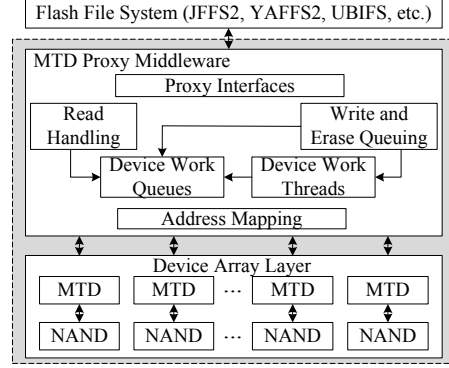 Flash File System (JFFS2, YAFFS2, UBIFS, etc.)
MTD Proxy Middleware
Proxy Interfaces
Read
Handling
Write and
Erase Queuing
Device Work
Queues
Device Work
Threads
Address Mapping
Device Array Layer
MTD MTD ... MTD MTD
NAND NAND ... NAND NAND